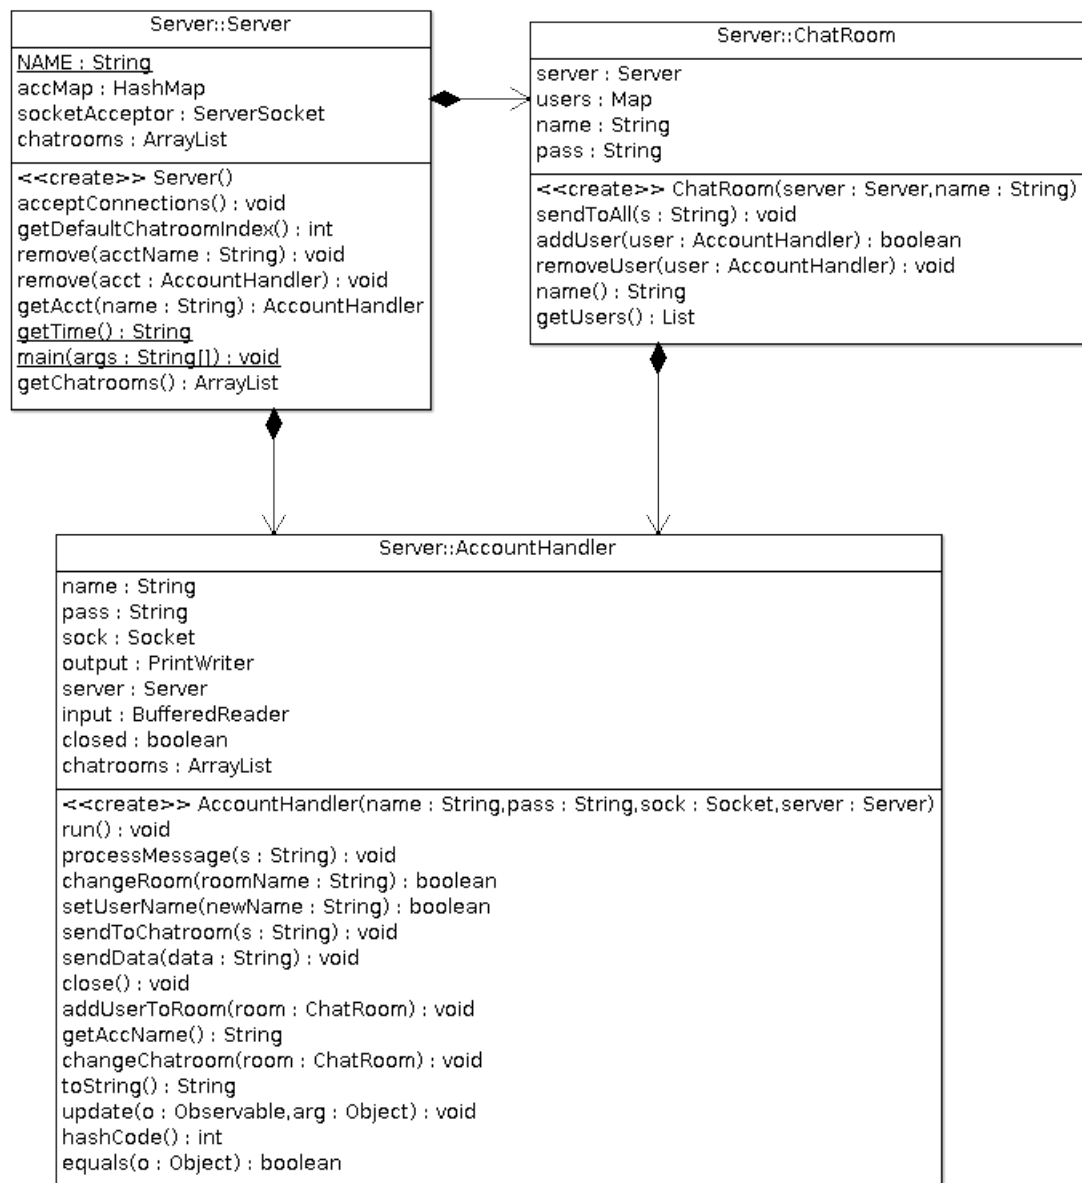 Server::Server
NAME : String
accMap : HashMap
socketAcceptor : ServerSocket
chatrooms : ArrayList
<<create>> Server()
acceptConnections() : void
getDefaultChatroomIndex() : int
remove(acctName : String) : void
remove(acct : AccountHandler) : void
getAcct(name : String) : AccountHandler
getTime() : String
main(args : String[]) : void
getChatrooms() : ArrayList
Server::ChatRoom
server : Server
users : Map
name : String
pass : String
<<create>> ChatRoom(server : Server,name : String)
sendToAll(s : String) : void
addUser(user : AccountHandler) : boolean
removeUser(user : AccountHandler) : void
name() : String
getUsers() : List
Server::AccountHandler
name : String
pass : String
sock : Socket
output : PrintWriter
server : Server
input : BufferedReader
closed : boolean
chatrooms : ArrayList
<<create>> AccountHandler(name : String,pass : String,sock : Socket,server : Server)
run() : void
processMessage(s : String) : void
changeRoom(roomName : String) : boolean
setUserName(newName : String) : boolean
sendToChatroom(s : String) : void
sendData(data : String) : void
close() : void
addUserToRoom(room : ChatRoom) : void
getAccName() : String
changeChatroom(room : ChatRoom) : void
toString() : String
update(o : Observable,arg : Object) : void
hashCode() : int
equals(o : Object) : boolean